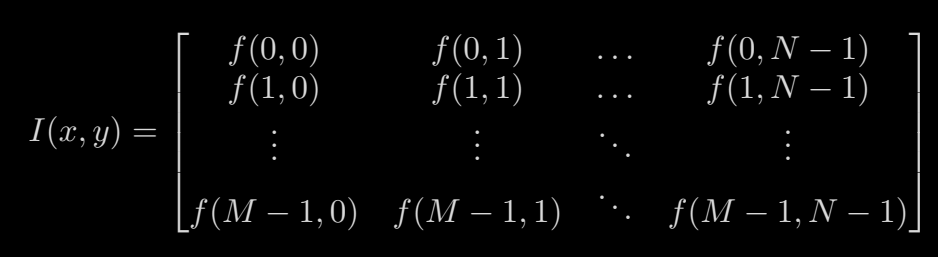 f(0,0) f(0,1) … f(0,N−1)
f(1,0) f(1,1) … f(1,N−1)
I(x,y) = ⋮ ⋮ ⋱ ⋮
f(M−1,0) f(M−1,1) ⋱ f(M−1,N−1)